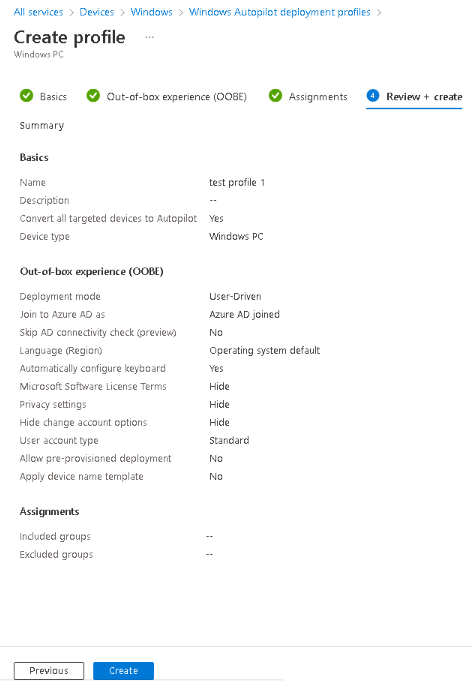 All services > Devices > Windows > Windows Autopilot deployment profiles >
Create profile ...
Windows PC
Basics Out-of-box experience (OOBE) Assignments 4 Review + create
Summary
Basics
Name test profile 1
Description --
Convert all targeted devices to Autopilot Yes
Device type Windows PC
Out-of-box experience (OOBE)
Deployment mode User-Driven
Join to Azure AD as Azure AD joined
Skip AD connectivity check (preview) No
Language (Region) Operating system default
Automatically configure keyboard Yes
Microsoft Software License Terms Hide
Privacy settings Hide
Hide change account options Hide
User account type Standard
Allow pre-provisioned deployment No
Apply device name template No
Assignments
Included groups --
Excluded groups --
Previous Create